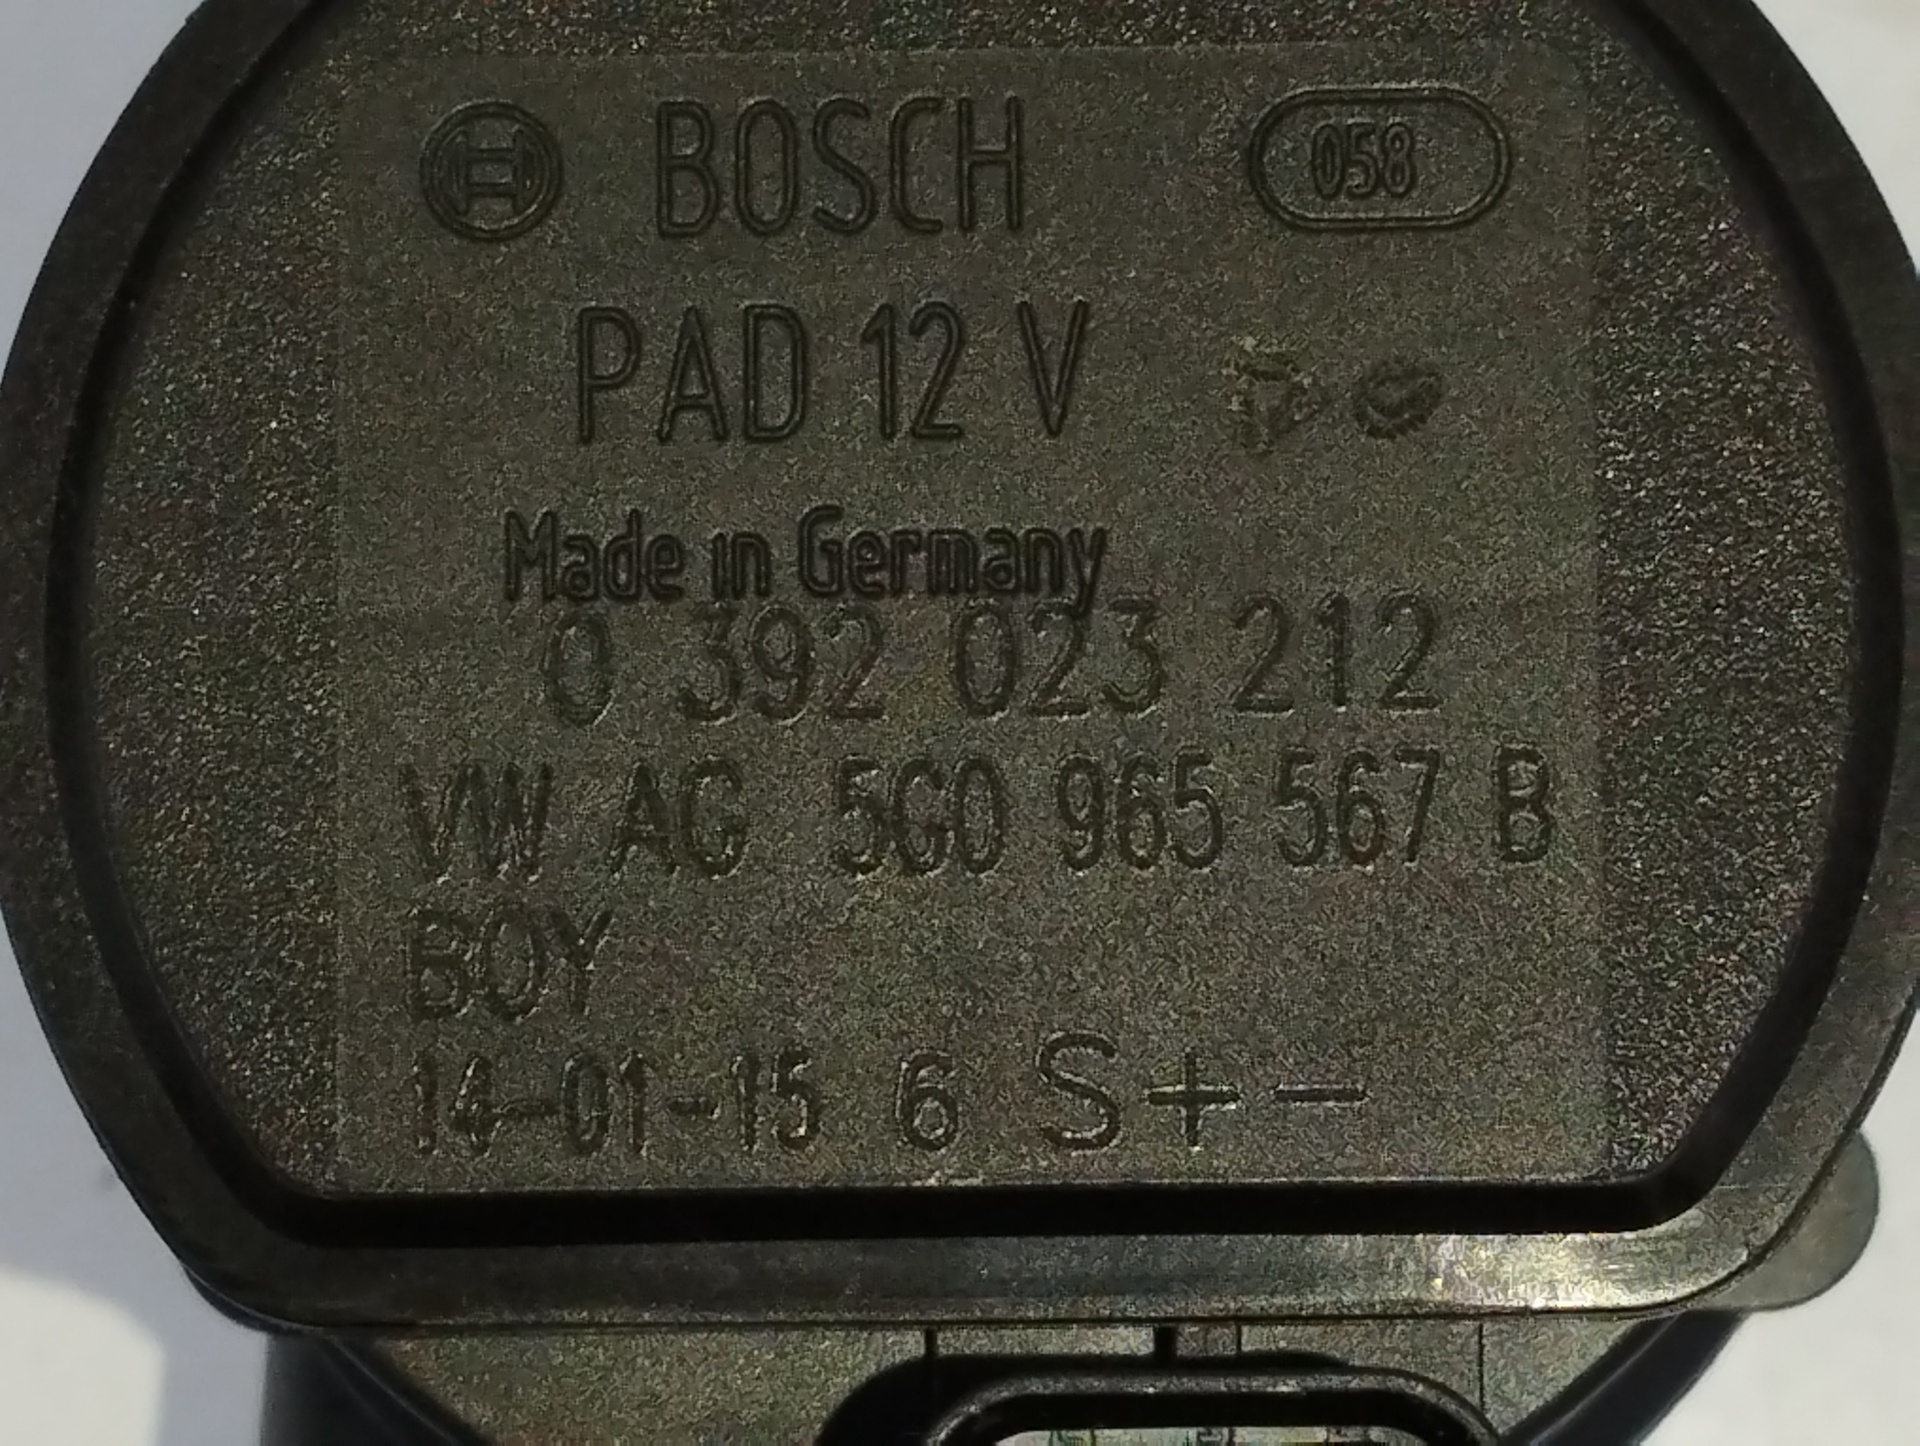 BOSCH 058
PAD 12 V
Made in Germany
0 392 023 212
VW AG 5G0 965 567 B
BOY
14-01-15 6 S + -